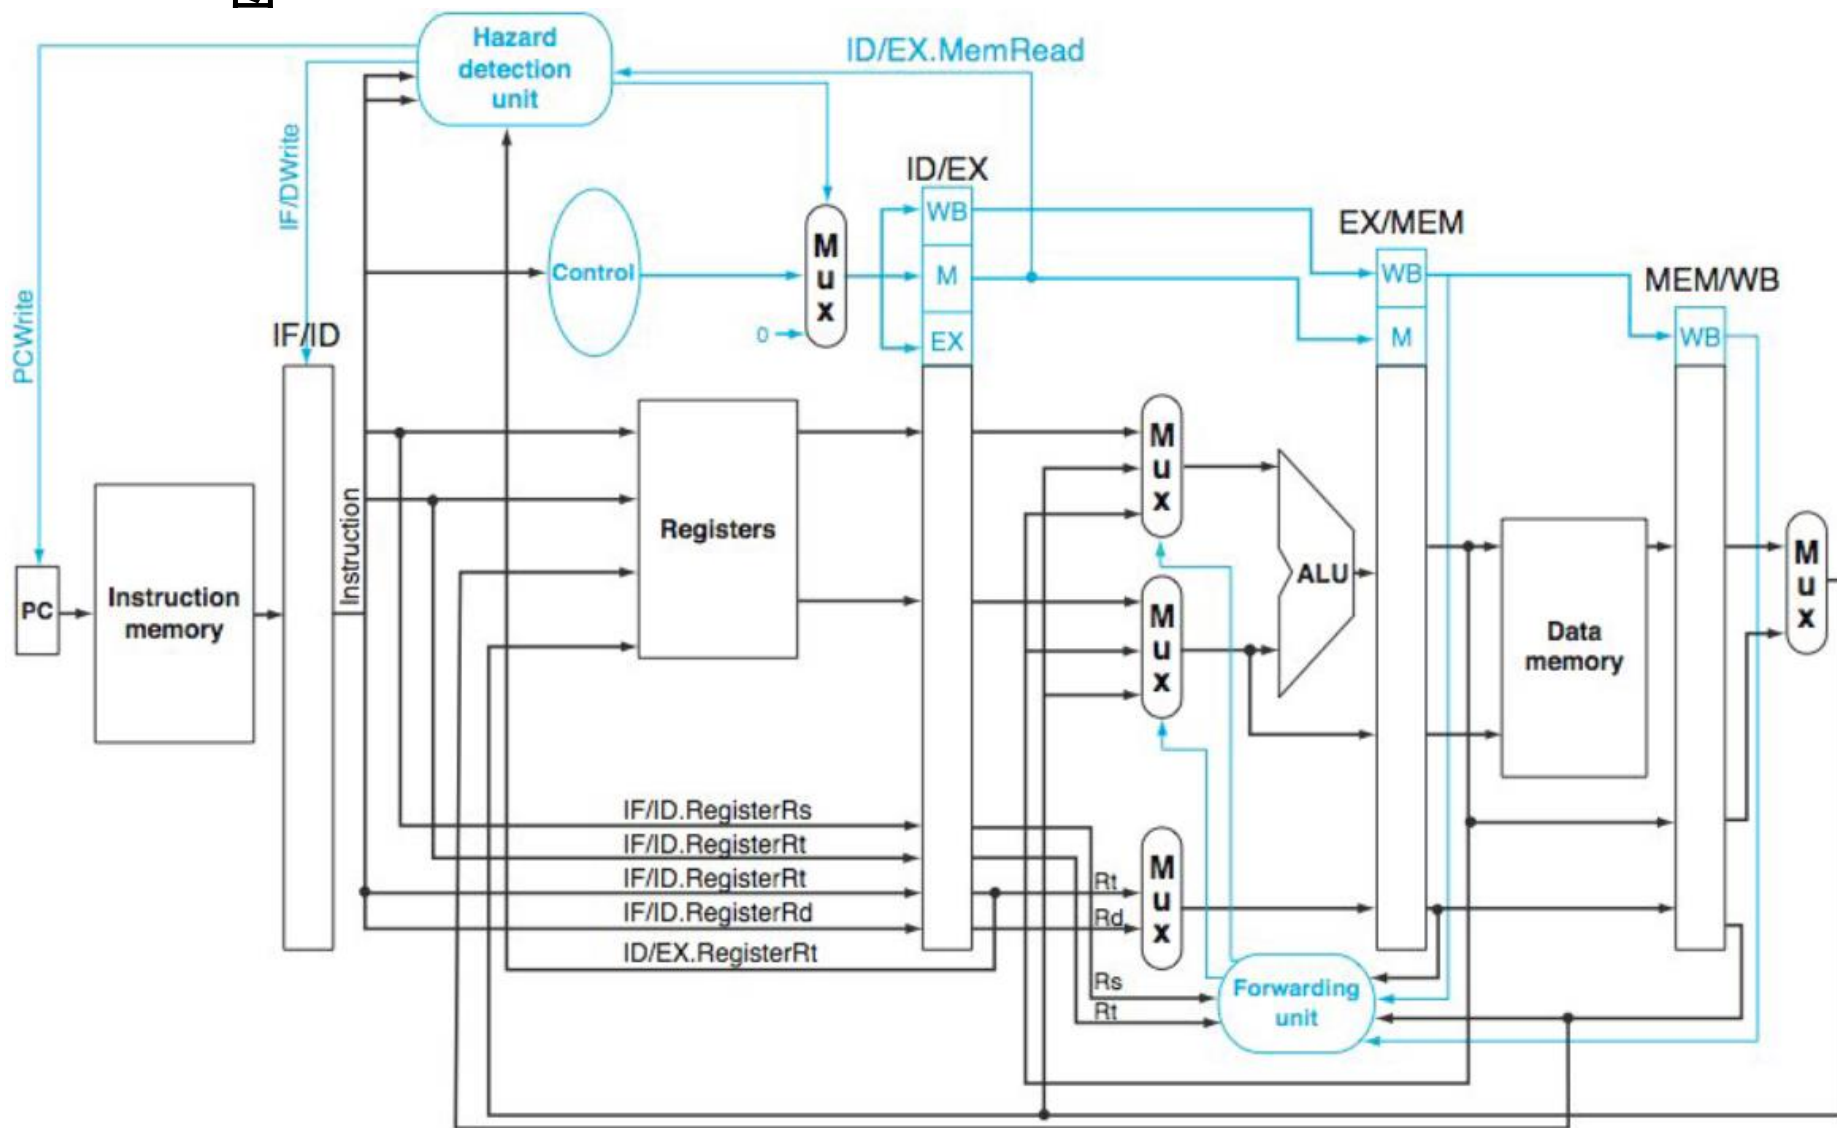 图
Hazard
detection
unit
ID/EX.MemRead
IF/DWrite
ID/EX
WB
M
EX
Control
M
u
x
0
EX/MEM
WB
M
MEM/WB
WB
PCWrite
IF/ID
PC
Instruction
memory
Instruction
Registers
M
u
x
M
u
x
ALU
Data
memory
M
u
x
IF/ID.RegisterRs
IF/ID.RegisterRt
IF/ID.RegisterRt
IF/ID.RegisterRd
ID/EX.RegisterRt
Rt
Rd
M
u
x
Rs
Rt
Forwarding
unit